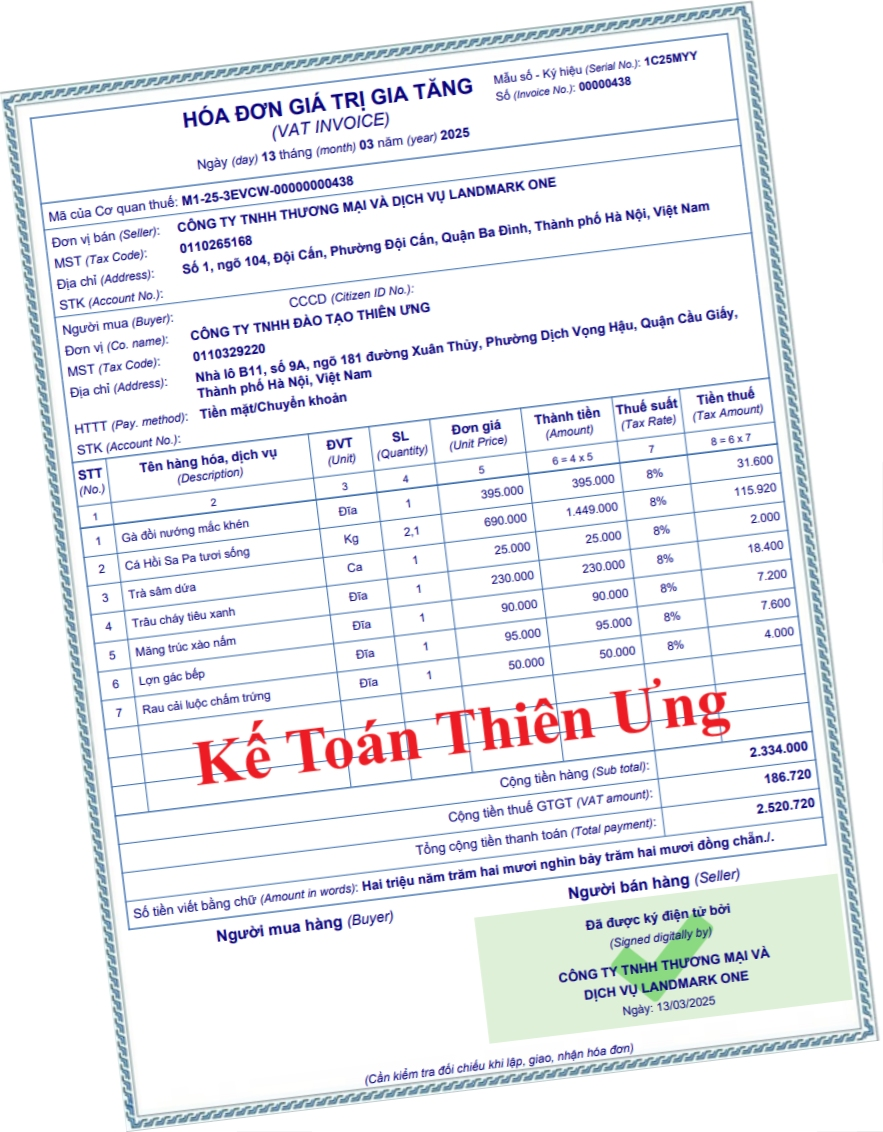 HÓA ĐƠN GIÁ TRỊ GIA TĂNG
(VAT INVOICE)
Ngày (day) 13 tháng (month) 03 năm (year) 2025
Mẫu số - Ký hiệu (Serial No.): 1C25MYY
Số (Invoice No.): 00000438
Mã của Cơ quan thuế: M1-25-3EVCW-00000000438
Đơn vị bán (Seller): CÔNG TY TNHH THƯƠNG MẠI VÀ DỊCH VỤ LANDMARK ONE
MST (Tax Code): 0110265168
Địa chỉ (Address): Số 1, ngõ 104, Đội Cấn, Phường Đội Cấn, Quận Ba Đình, Thành phố Hà Nội, Việt Nam
STK (Account No.):
Người mua (Buyer): CCCD (Citizen ID No.):
Đơn vị (Co. name): CÔNG TY TNHH ĐÀO TẠO THIÊN ƯNG
MST (Tax Code): 0110329220
Địa chỉ (Address): Nhà lô B11, số 9A, ngõ 181 đường Xuân Thủy, Phường Dịch Vọng Hậu, Quận Cầu Giấy,
Thành phố Hà Nội, Việt Nam
HTTT (Pay. method): Tiền mặt/Chuyển khoản
STK (Account No.):
STT Tên hàng hóa, dịch vụ ĐVT SL Đơn giá Thành tiền Thuế suất Tiền thuế
(No.) (Description) (Unit) (Quantity) (Unit Price) (Amount) (Tax Rate) (Tax Amount)
1 2 3 4 5 6 = 4 x 5 7 8 = 6 x 7
1 Gà đồi nướng mắc khén Đĩa 1 395.000 395.000 8% 31.600
2 Cá Hồi Sa Pa tươi sống Kg 2,1 690.000 1.449.000 8% 115.920
3 Trà sâm dứa Ca 1 25.000 25.000 8% 2.000
4 Trâu cháy tiêu xanh Đĩa 1 230.000 230.000 8% 18.400
5 Măng trúc xào nấm Đĩa 1 90.000 90.000 8% 7.200
6 Lợn gác bếp Đĩa 1 95.000 95.000 8% 7.600
7 Rau cải luộc chấm trứng Đĩa 1 50.000 50.000 8% 4.000
Kế Toán Thiên Ưng
Cộng tiền hàng (Sub total): 2.334.000
Cộng tiền thuế GTGT (VAT amount): 186.720
Tổng cộng tiền thanh toán (Total payment): 2.520.720
Số tiền viết bằng chữ (Amount in words): Hai triệu năm trăm hai mươi nghìn bảy trăm hai mươi đồng chẵn./.
Người mua hàng (Buyer) Người bán hàng (Seller)
Đã được ký điện tử bởi
(Signed digitally by)
CÔNG TY TNHH THƯƠNG MẠI VÀ
DỊCH VỤ LANDMARK ONE
Ngày: 13/03/2025
(Cần kiểm tra đối chiếu khi lập, giao, nhận hóa đơn)